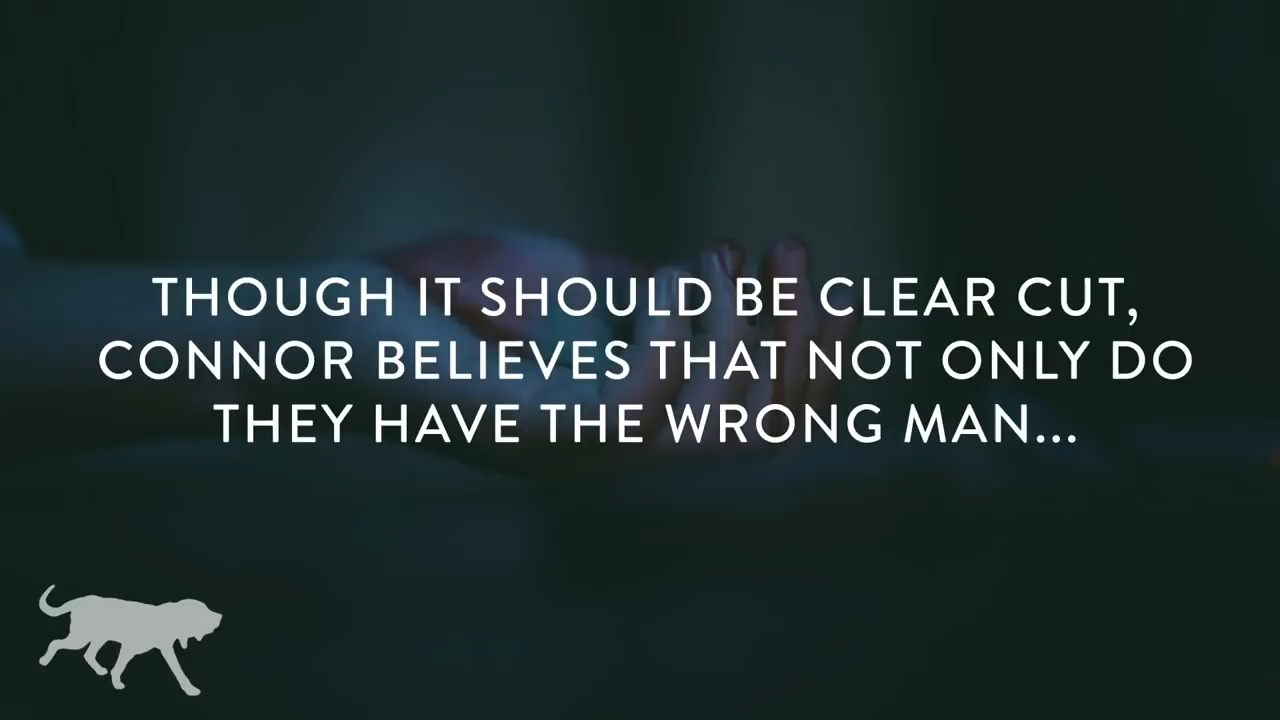 THOUGH IT SHOULD BE CLEAR CUT,
CONNOR BELIEVES THAT NOT ONLY DO
THEY HAVE THE WRONG MAN...